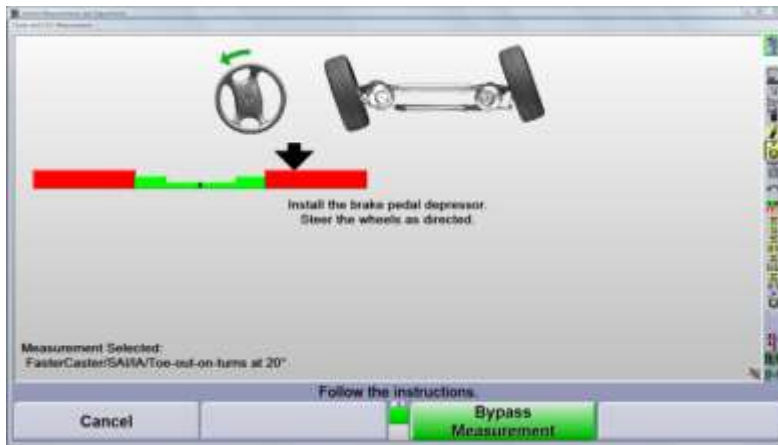 Install the brake pedal depressor.
Steer the wheels as directed.
Measurement Selected:
FasterCaster/SAI/IA/Toe-out-on-turns at 20°
Follow the instructions.
Cancel
Bypass
Measurement